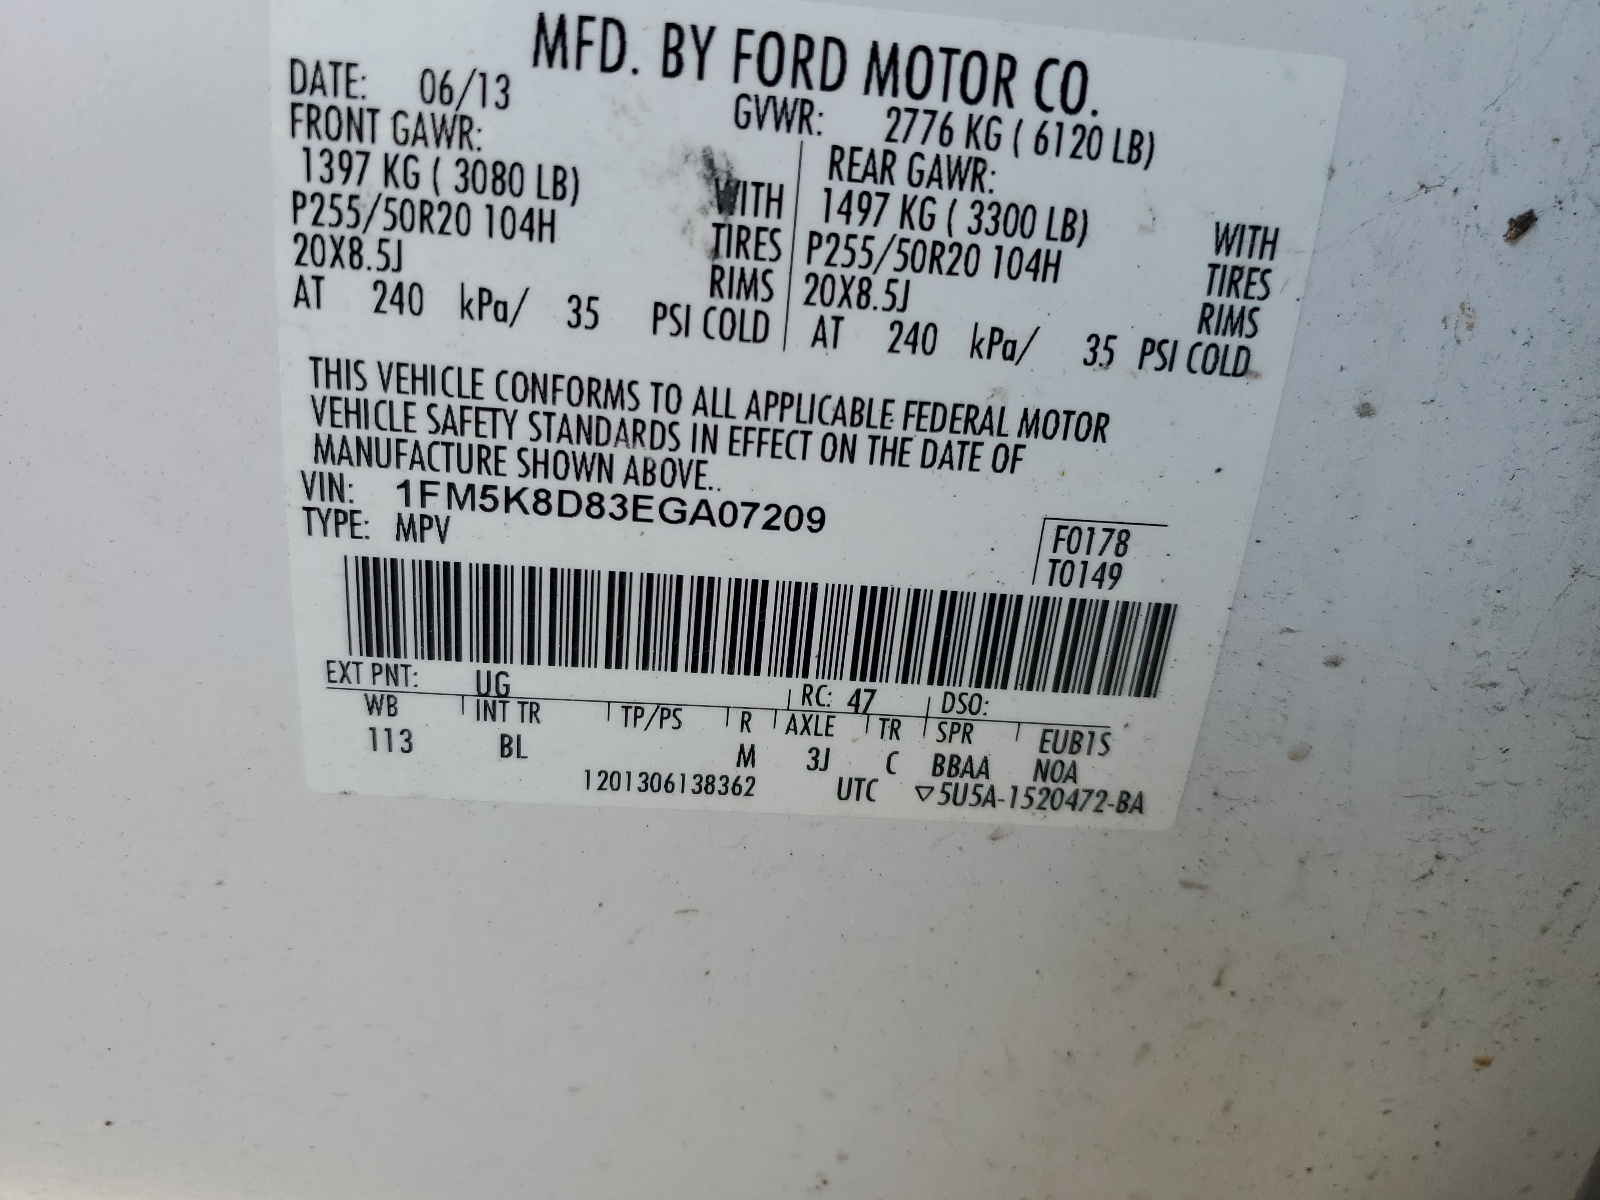 MFD. BY FORD MOTOR CO.
DATE: 06/13 GVWR: 2776 KG ( 6120 LB)
FRONT GAWR: REAR GAWR:
1397 KG ( 3080 LB) WITH 1497 KG ( 3300 LB) WITH
P255/50R20 104H TIRES P255/50R20 104H TIRES
20X8.5J RIMS 20X8.5J RIMS
AT 240 kPa/ 35 PSI COLD AT 240 kPa/ 35 PSI COLD
THIS VEHICLE CONFORMS TO ALL APPLICABLE FEDERAL MOTOR
VEHICLE SAFETY STANDARDS IN EFFECT ON THE DATE OF
MANUFACTURE SHOWN ABOVE..
VIN: 1FM5K8D83EGA07209
TYPE: MPV
F0178
T0149
EXT PNT: UG RC: 47 DSO:
WB INT TR TP/PS R AXLE TR SPR EUB1S
113 BL M 3J C BBAA NOA
1201306138362 UTC ▽5U5A-1520472-BA